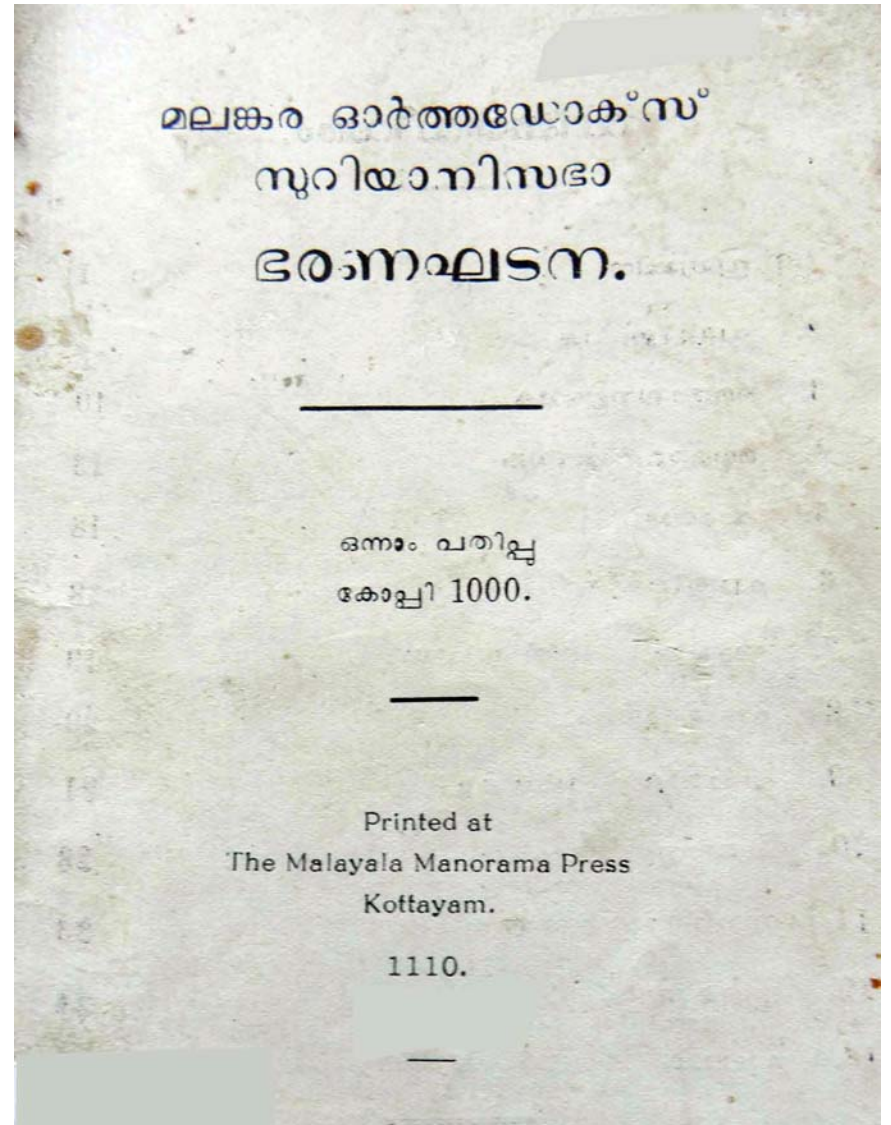 മലങ്കര ഓർത്തഡോക്സ്
സുറിയാനിസഭാ
ഭരണഘടന.
ഒന്നാം പതിപ്പു
കോപ്പി 1000.
Printed at
The Malayala Manorama Press
Kottayam.
1110.